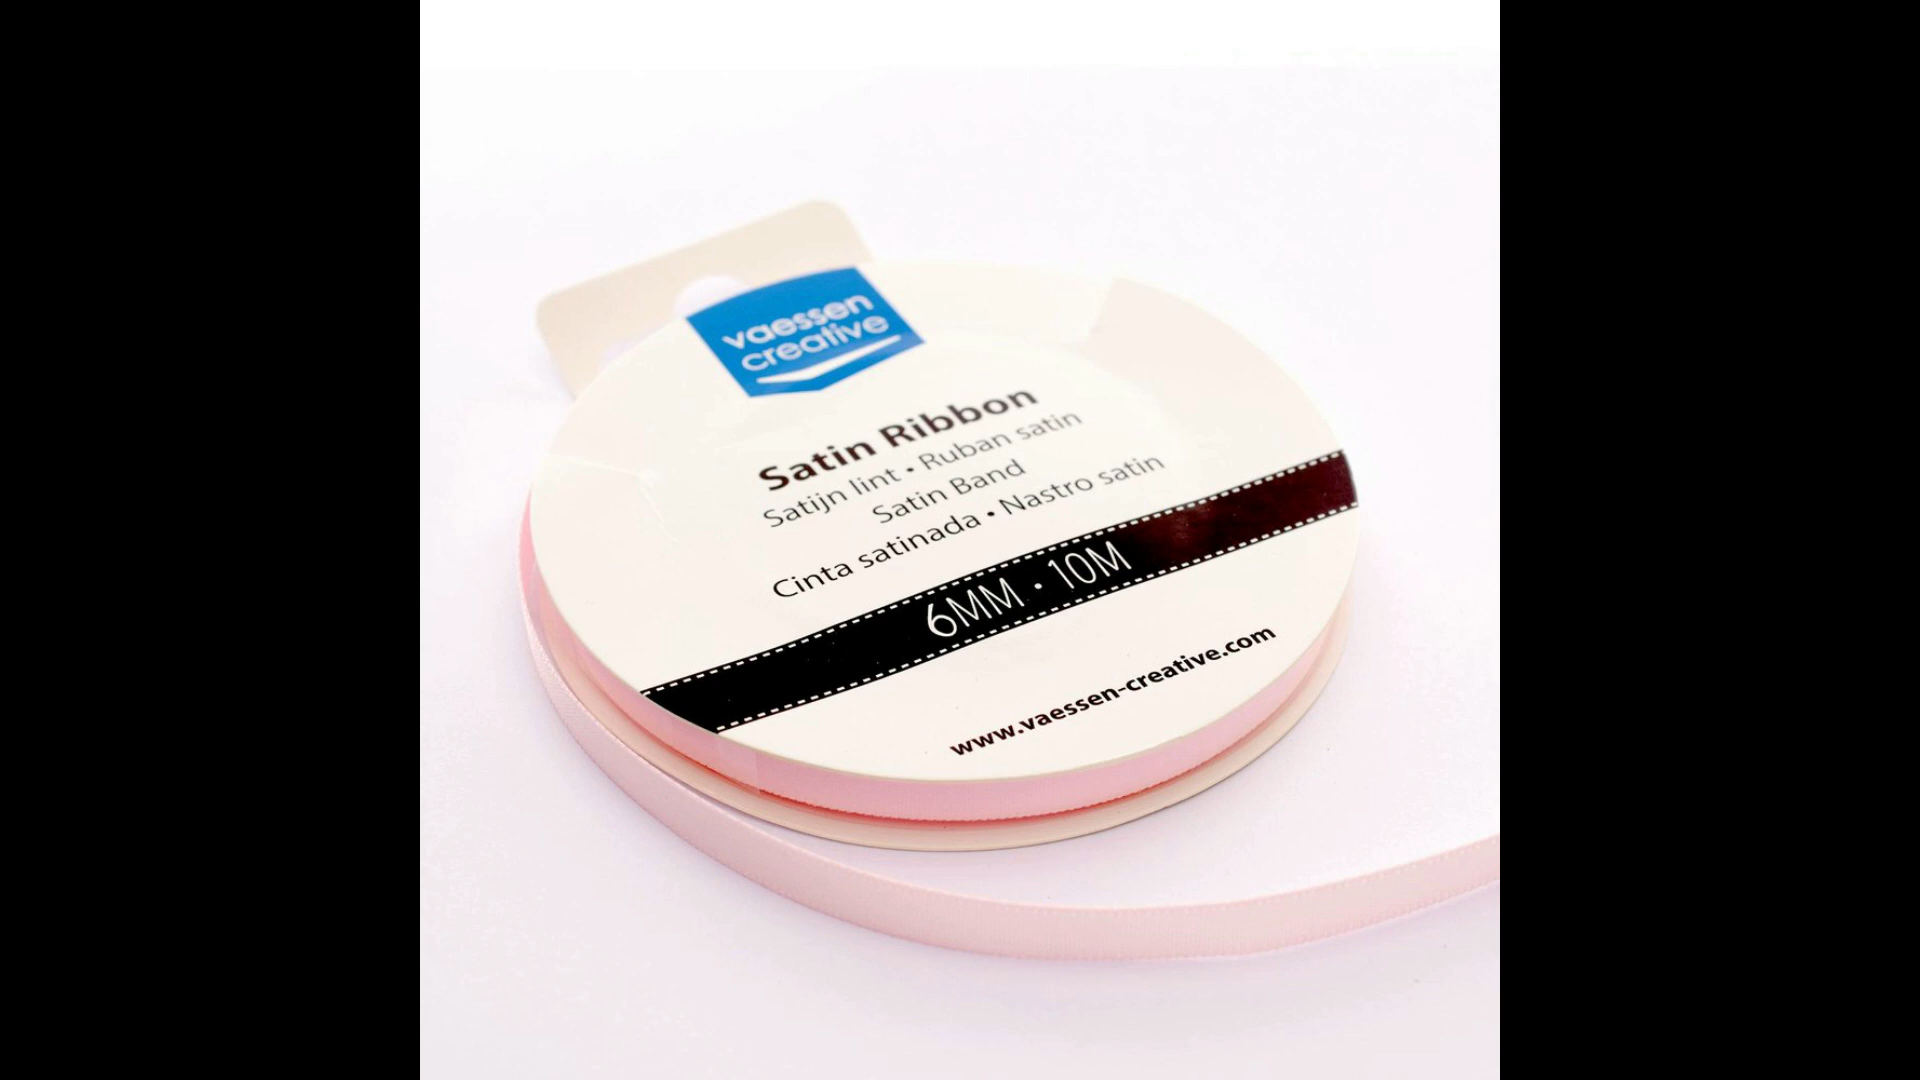 vaessen
creative
Satin Ribbon
Satijn lint • Ruban satin
Satin Band
Cinta satinada • Nastro satin
6MM • 10M
www.vaessen-creative.com